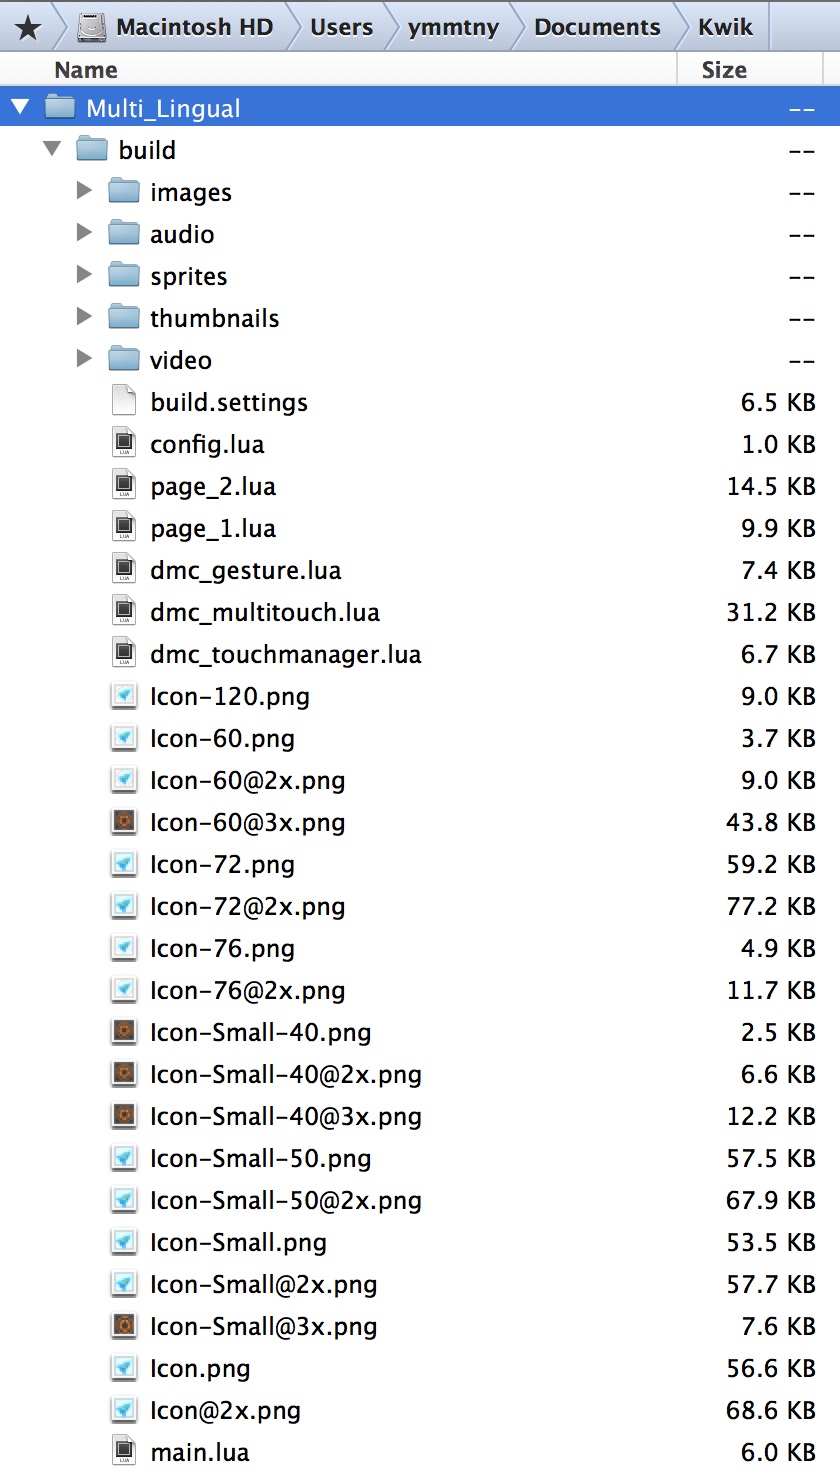 Macintosh HD Users ymmtny Documents Kwik
Name Size
Multi_Lingual --
build --
images --
audio --
sprites --
thumbnails --
video --
build.settings 6.5 KB
config.lua 1.0 KB
page_2.lua 14.5 KB
page_1.lua 9.9 KB
dmc_gesture.lua 7.4 KB
dmc_multitouch.lua 31.2 KB
dmc_touchmanager.lua 6.7 KB
Icon-120.png 9.0 KB
Icon-60.png 3.7 KB
Icon-60@2x.png 9.0 KB
Icon-60@3x.png 43.8 KB
Icon-72.png 59.2 KB
Icon-72@2x.png 77.2 KB
Icon-76.png 4.9 KB
Icon-76@2x.png 11.7 KB
Icon-Small-40.png 2.5 KB
Icon-Small-40@2x.png 6.6 KB
Icon-Small-40@3x.png 12.2 KB
Icon-Small-50.png 57.5 KB
Icon-Small-50@2x.png 67.9 KB
Icon-Small.png 53.5 KB
Icon-Small@2x.png 57.7 KB
Icon-Small@3x.png 7.6 KB
Icon.png 56.6 KB
Icon@2x.png 68.6 KB
main.lua 6.0 KB